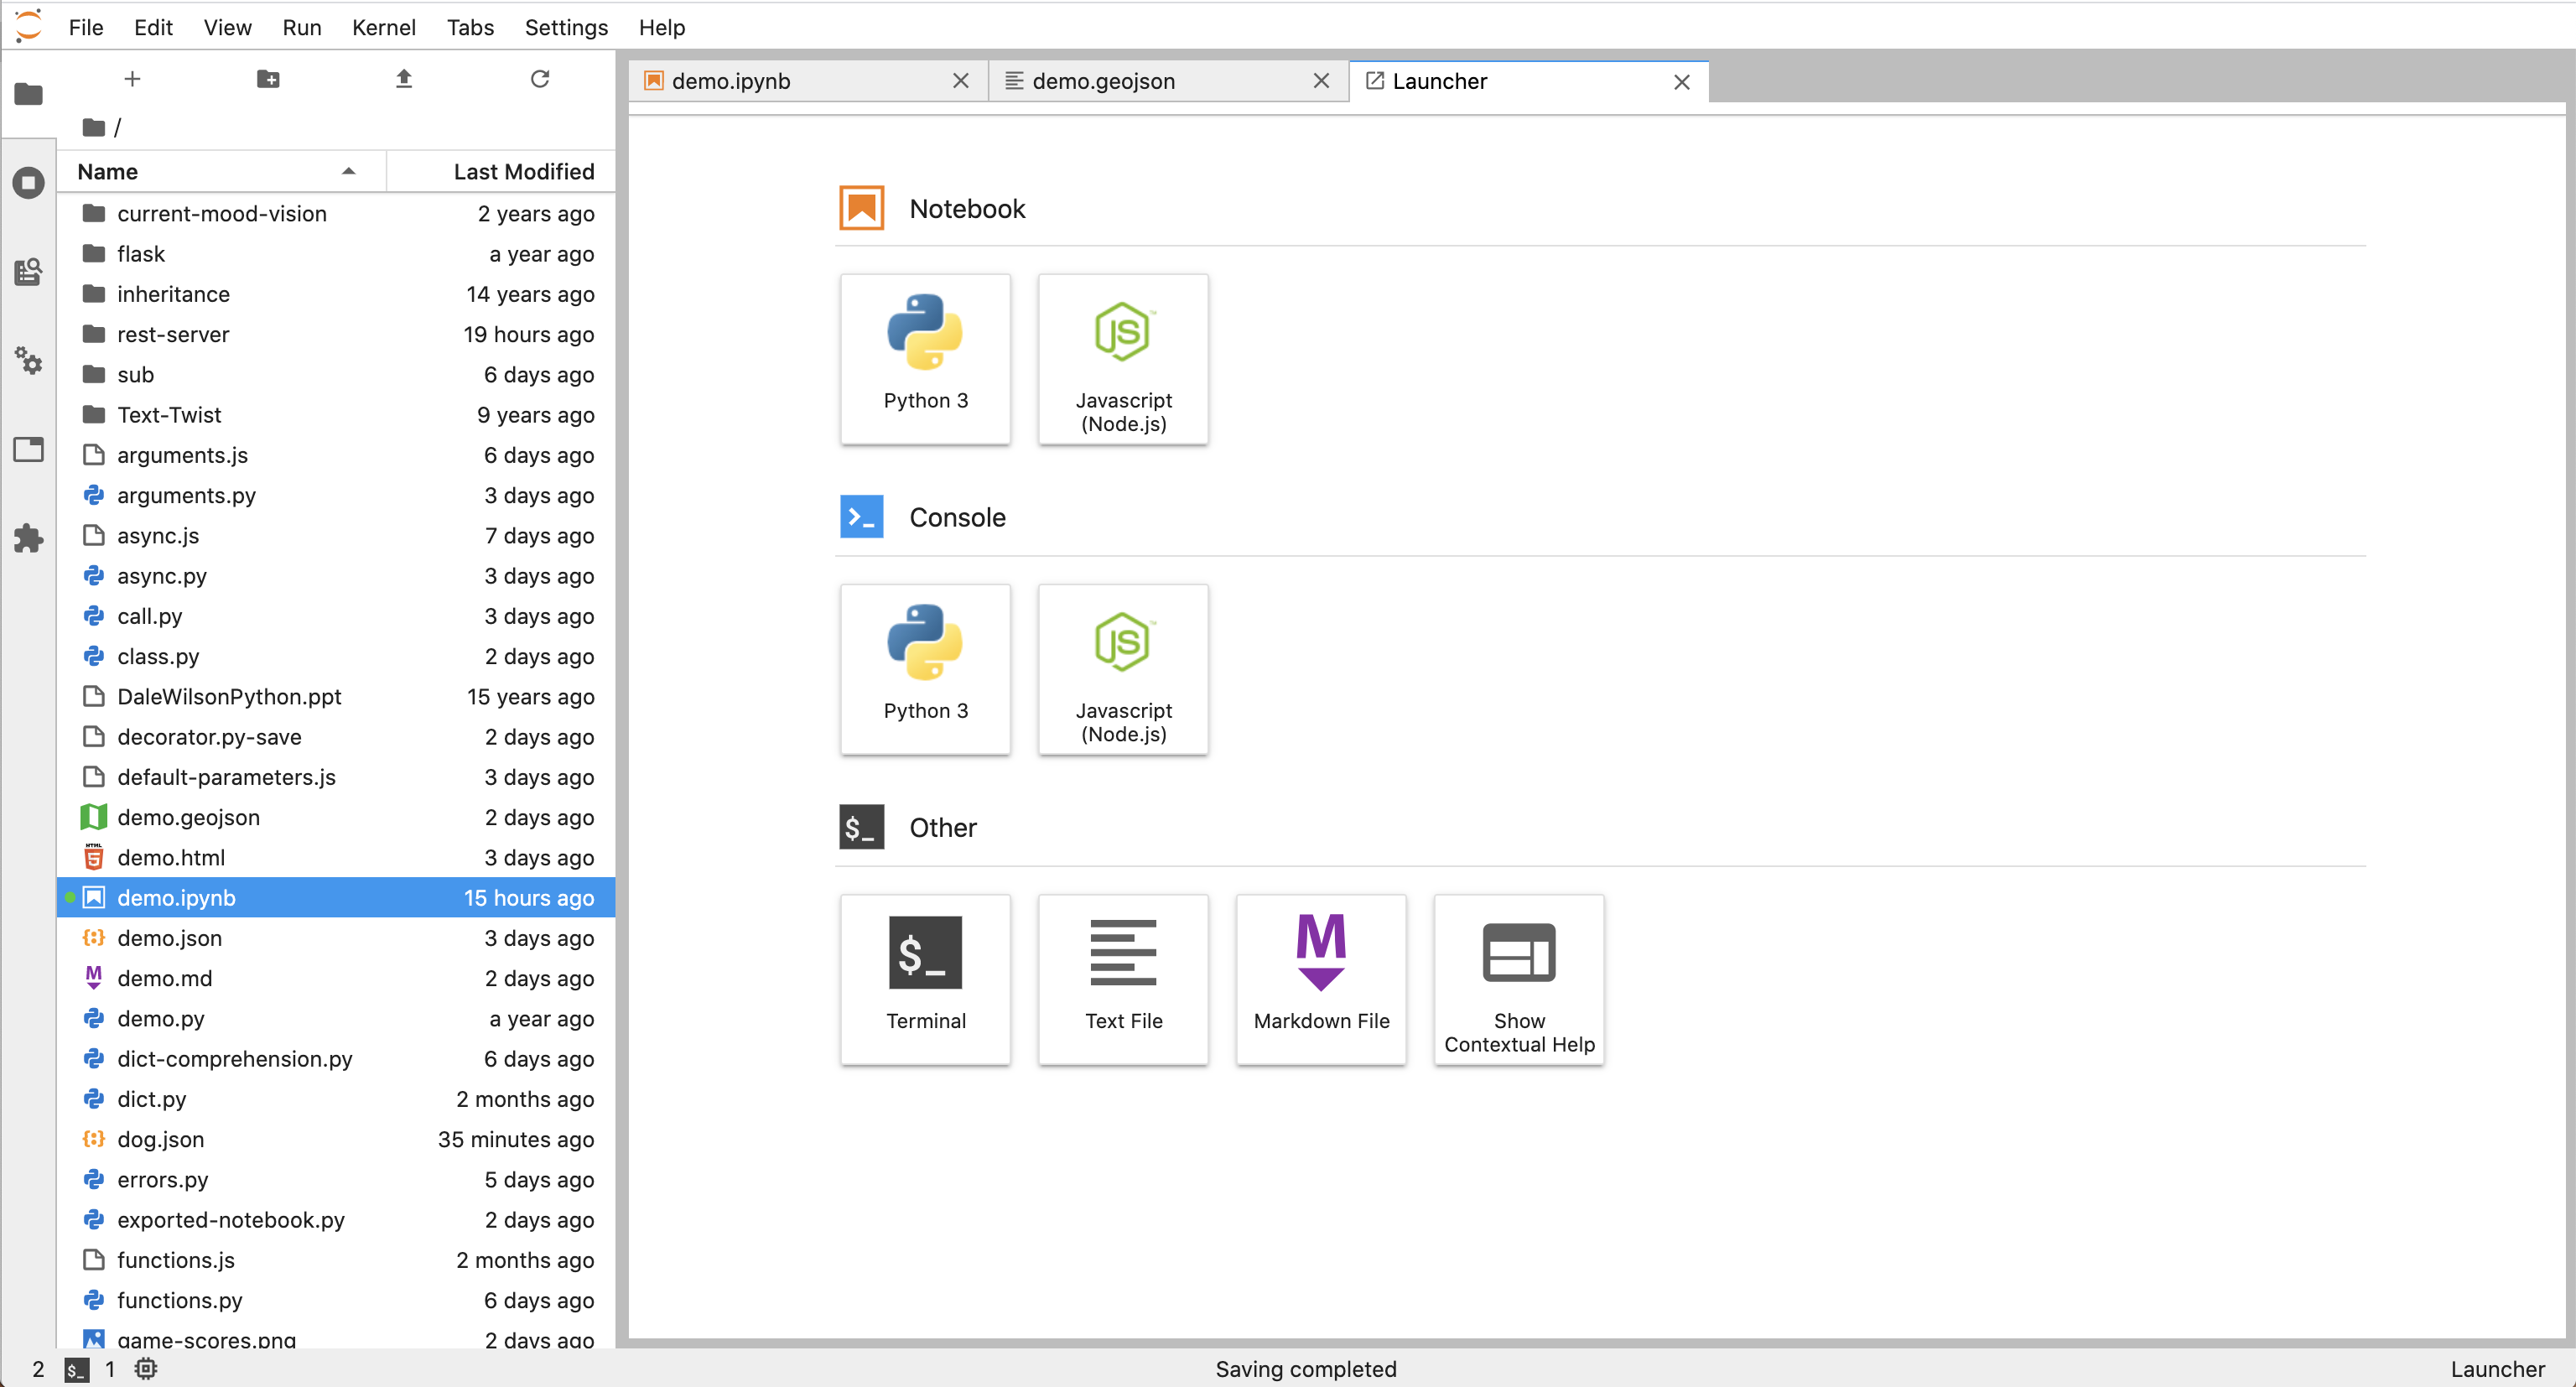 File Edit View Run Kernel Tabs Settings Help
demo.ipynb demo.geojson Launcher
/
Name Last Modified
current-mood-vision 2 years ago
flask a year ago
inheritance 14 years ago
rest-server 19 hours ago
sub 6 days ago
Text-Twist 9 years ago
arguments.js 6 days ago
arguments.py 3 days ago
async.js 7 days ago
async.py 3 days ago
call.py 3 days ago
class.py 2 days ago
DaleWilsonPython.ppt 15 years ago
decorator.py-save 2 days ago
default-parameters.js 3 days ago
demo.geojson 2 days ago
demo.html 3 days ago
demo.ipynb 15 hours ago
demo.json 3 days ago
demo.md 2 days ago
demo.py a year ago
dict-comprehension.py 6 days ago
dict.py 2 months ago
dog.json 35 minutes ago
errors.py 5 days ago
exported-notebook.py 2 days ago
functions.js 2 months ago
functions.py 6 days ago
game-scores.png 2 days ago
Notebook
Python 3
Javascript
(Node.js)
Console
Python 3
Javascript
(Node.js)
$_ Other
$_
Terminal
Text File
M
Markdown File
Show
Contextual Help
2 $_ 1 Saving completed Launcher